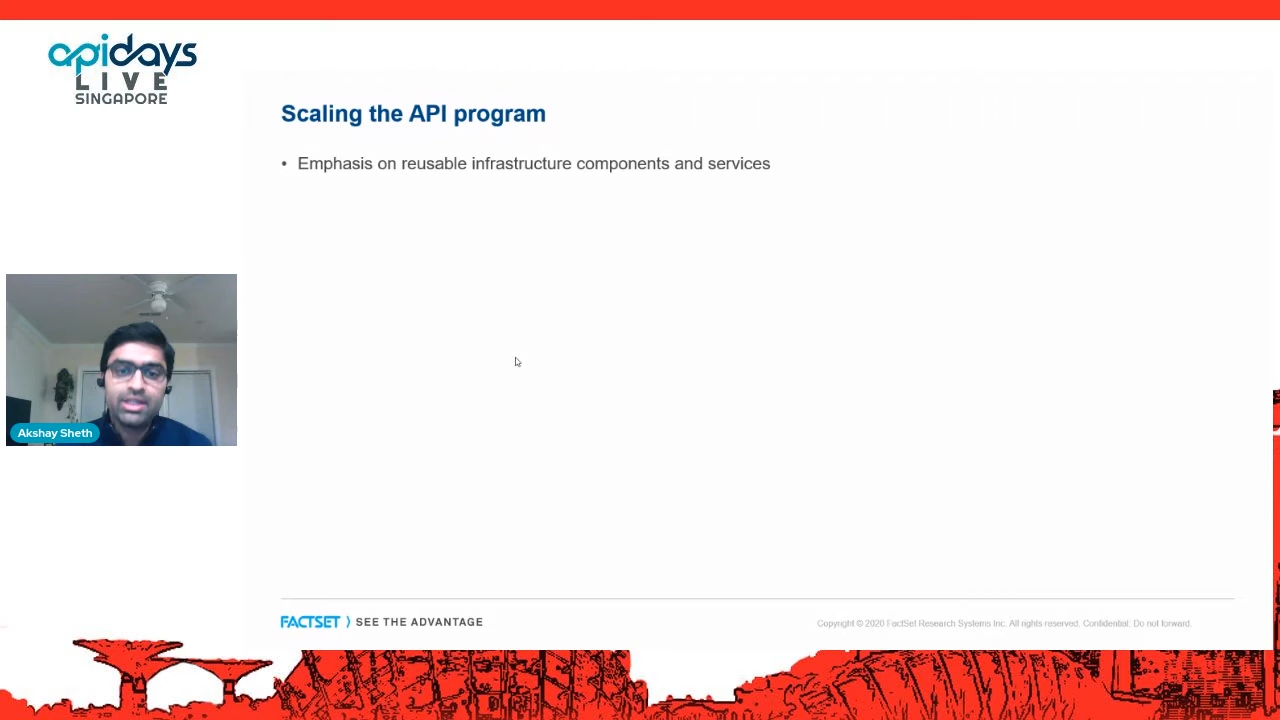 apidays
LIVE
SINGAPORE
Scaling the API program
• Emphasis on reusable infrastructure components and services
Akshay Sheth
FACTSET ⟩ SEE THE ADVANTAGE
Copyright © 2020 FactSet Research Systems Inc. All rights reserved. Confidential: Do not forward.